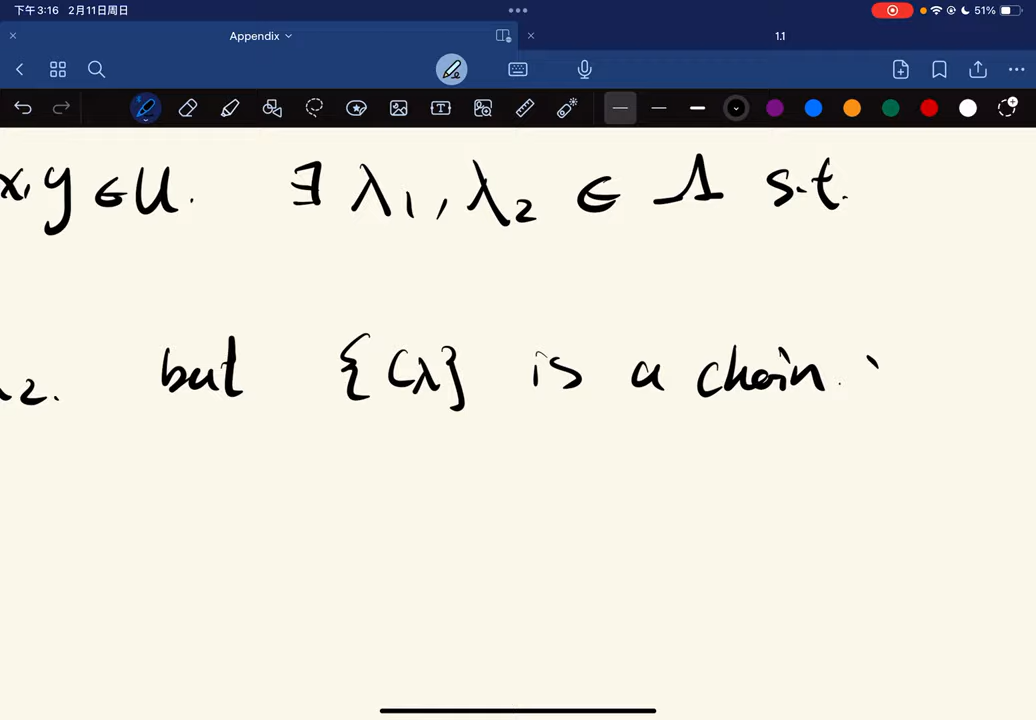 下午3:16 2月11日周日
51%
Appendix
1.1
x, y ∈ U. ∃ λ₁, λ₂ ∈ Λ s.t.
λ₂. but {Cλ} is a chain.